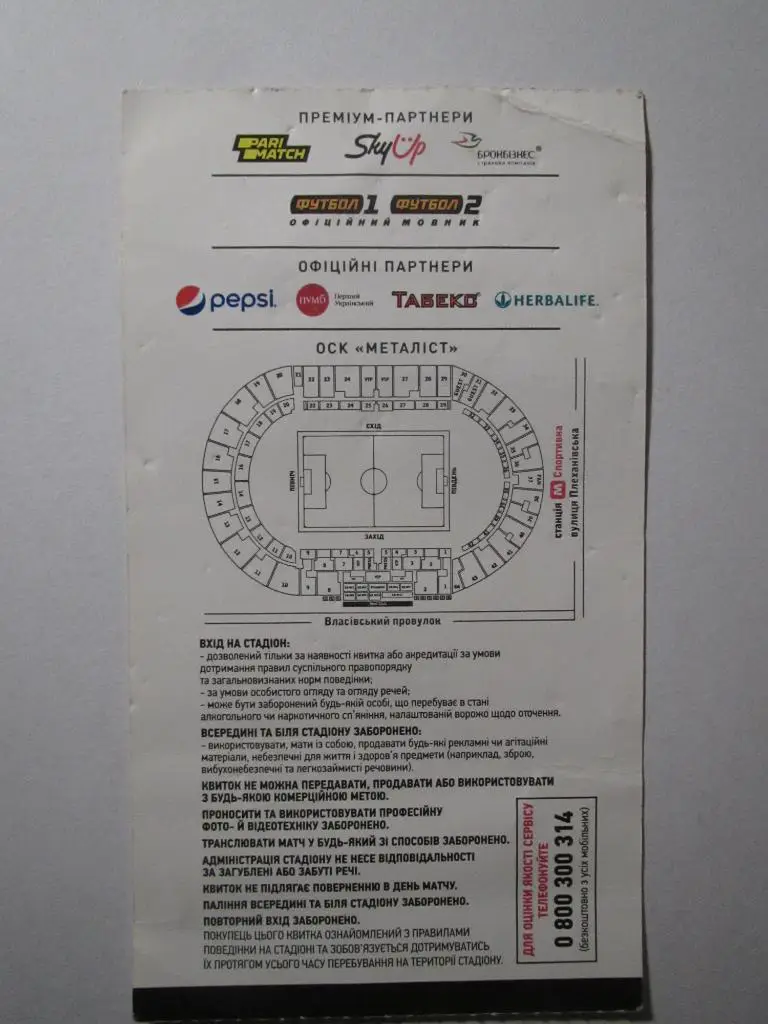 ПРЕМІУМ-ПАРТНЕРИ
PARI MATCH
SkyUp
БРОНБІЗНЕС®
страхова компанія
ФУТБОЛ 1 ФУТБОЛ 2
ОФІЦІЙНИЙ МОВНИК
ОФІЦІЙНІ ПАРТНЕРИ
pepsi.
ПУМБ Перший Український
ТАБЕКО
HERBALIFE.
ОСК «МЕТАЛІСТ»
СХІД
ПІВНІЧ
ПІВДЕНЬ
ЗАХІД
станція М Спортивна
вулиця Плеханівська
Власівський провулок
ВХІД НА СТАДІОН:
- дозволений тільки за наявності квитка або акредитації за умови
дотримання правил суспільного правопорядку
та загальновизнаних норм поведінки;
- за умови особистого огляду та огляду речей;
- може бути заборонений будь-якій особі, що перебуває в стані
алкогольного чи наркотичного сп'яніння, налаштованій ворожо щодо оточення.
ВСЕРЕДИНІ ТА БІЛЯ СТАДІОНУ ЗАБОРОНЕНО:
- використовувати, мати із собою, продавати будь-які рекламні чи агітаційні
матеріали, небезпечні для життя і здоров'я предмети (наприклад, зброю,
вибухонебезпечні та легкозаймисті речовини).
КВИТОК НЕ МОЖНА ПЕРЕДАВАТИ, ПРОДАВАТИ АБО ВИКОРИСТОВУВАТИ
З БУДЬ-ЯКОЮ КОМЕРЦІЙНОЮ МЕТОЮ.
ПРОНОСИТИ ТА ВИКОРИСТОВУВАТИ ПРОФЕСІЙНУ
ФОТО- Й ВІДЕОТЕХНІКУ ЗАБОРОНЕНО.
ТРАНСЛЮВАТИ МАТЧ У БУДЬ-ЯКИЙ ЗІ СПОСОБІВ ЗАБОРОНЕНО.
АДМІНІСТРАЦІЯ СТАДІОНУ НЕ НЕСЕ ВІДПОВІДАЛЬНОСТІ
ЗА ЗАГУБЛЕНІ АБО ЗАБУТІ РЕЧІ.
КВИТОК НЕ ПІДЛЯГАЄ ПОВЕРНЕННЮ В ДЕНЬ МАТЧУ.
ПАЛІННЯ ВСЕРЕДИНІ ТА БІЛЯ СТАДІОНУ ЗАБОРОНЕНО.
ПОВТОРНИЙ ВХІД ЗАБОРОНЕНО.
ПОКУПЕЦЬ ЦЬОГО КВИТКА ОЗНАЙОМЛЕНИЙ З ПРАВИЛАМИ
ПОВЕДІНКИ НА СТАДІОНІ ТА ЗОБОВ'ЯЗУЄТЬСЯ ДОТРИМУВАТИСЬ
ЇХ ПРОТЯГОМ УСЬОГО ЧАСУ ПЕРЕБУВАННЯ НА ТЕРИТОРІЇ СТАДІОНУ.
ДЛЯ ОЦІНКИ ЯКОСТІ СЕРВІСУ
ТЕЛЕФОНУЙТЕ
0 800 300 314
(безкоштовно з усіх мобільних)